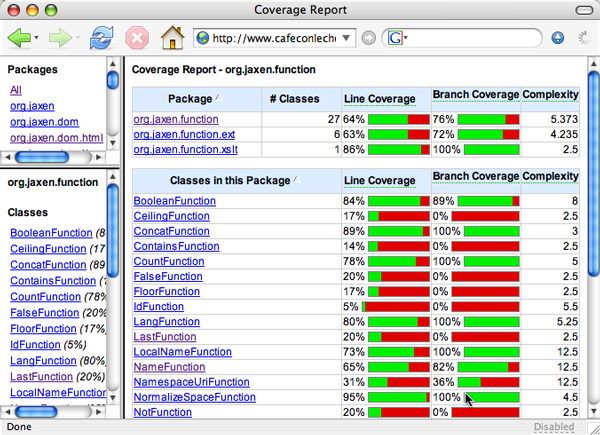 Coverage Report
http://www.cafeconleche
G
Packages
All
org.jaxen
org.jaxen.dom
org.jaxen.dom.html
org.jaxen.function
Classes
BooleanFunction (8
CeilingFunction (17
ConcatFunction (89
ContainsFunction (1
CountFunction (78%
FalseFunction (20%
FloorFunction (17%
IdFunction (5%)
LangFunction (80%,
LastFunction (20%)
LocalNameFunction
NameFunction
Coverage Report - org.jaxen.function
Package # Classes Line Coverage Branch Coverage Complexity
org.jaxen.function 27 64% 76% 5.373
org.jaxen.function.ext 6 63% 72% 4.235
org.jaxen.function.xslt 1 86% 100% 2.5
Classes in this Package Line Coverage Branch Coverage Complexity
BooleanFunction 84% 89% 8
CeilingFunction 17% 0% 2.5
ConcatFunction 89% 100% 3
ContainsFunction 14% 0% 2.5
CountFunction 78% 100% 5
FalseFunction 20% 0% 2.5
FloorFunction 17% 0% 2.5
IdFunction 5% 0% 5.5
LangFunction 80% 100% 5.25
LastFunction 20% 0% 2.5
LocalNameFunction 73% 100% 12.5
NameFunction 65% 82% 12.5
NamespaceUriFunction 31% 36% 12.5
NormalizeSpaceFunction 95% 100% 4.5
NotFunction 20% 0% 2.5
Done Disabled